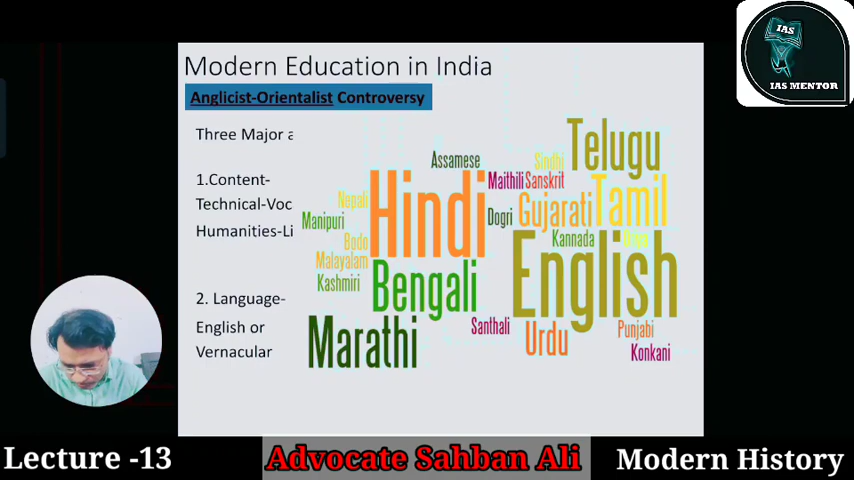 IAS
IAS MENTOR
Modern Education in India
Anglicist-Orientalist Controversy
Three Major a
1.Content-
Technical-Voc
Humanities-Li
2. Language-
English or
Vernacular
Assamese
Sindhi
Telugu
Maithili
Sanskrit
Hindi
Nepali
Manipuri
Dogri
Gujarati
Tamil
Bodo
Kannada
Malayalam
Kashmiri
Bengali
English
Marathi
Santhali
Urdu
Punjabi
Konkani
Lecture -13
Advocate Sahban Ali
Modern History